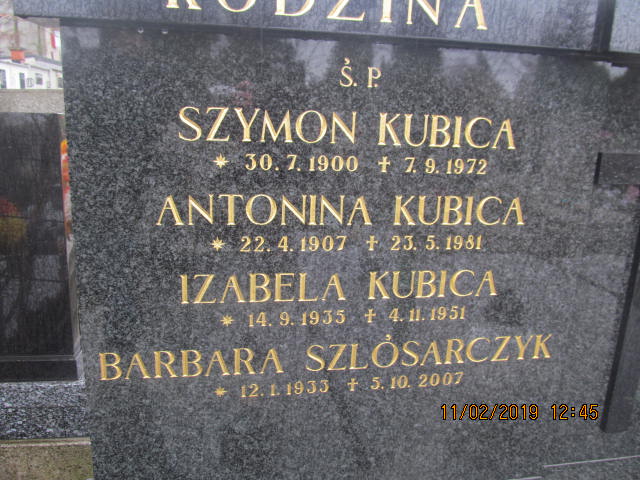 RODZINA
Ś. P.
SZYMON KUBICA
* 30. 7. 1900 ✝ 7. 9. 1972
ANTONINA KUBICA
* 22. 4. 1907 ✝ 23. 5. 1981
IZABELA KUBICA
* 14. 9. 1935 ✝ 4. 11. 1951
BARBARA SZLÓSARCZYK
* 12. 1. 1933 ✝ 5. 10. 2007
11/02/2019 12:45